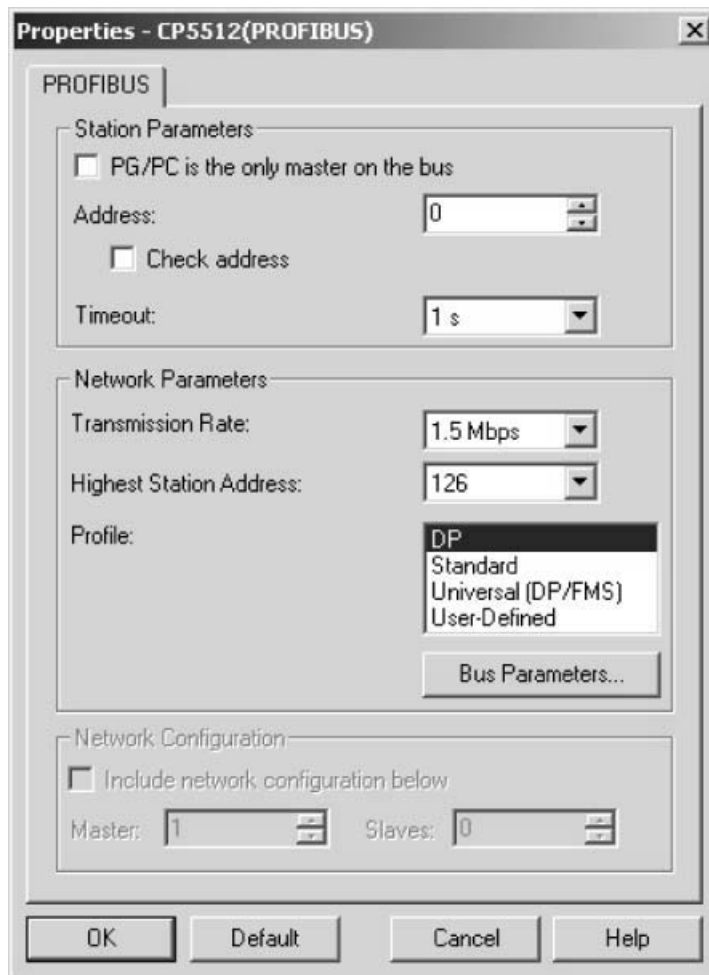 Properties - CP5512(PROFIBUS)
PROFIBUS
Station Parameters
PG/PC is the only master on the bus
Address: 0
Check address
Timeout: 1 s
Network Parameters
Transmission Rate: 1.5 Mbps
Highest Station Address: 126
Profile: DP
Standard
Universal (DP/FMS)
User-Defined
Bus Parameters...
Network Configuration
Include network configuration below
Master: 1 Slaves: 0
OK Default Cancel Help